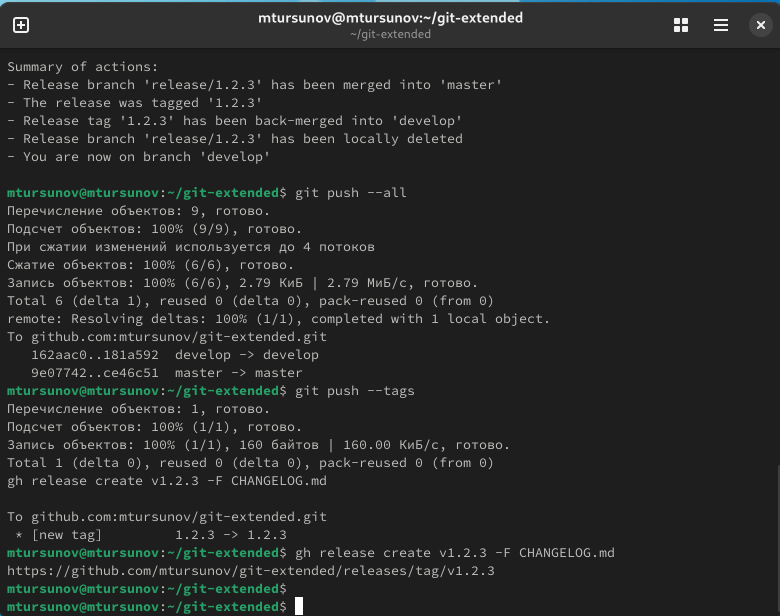 mtursunov@mtursunov:~/git-extended
~/git-extended
Summary of actions:
- Release branch 'release/1.2.3' has been merged into 'master'
- The release was tagged '1.2.3'
- Release tag '1.2.3' has been back-merged into 'develop'
- Release branch 'release/1.2.3' has been locally deleted
- You are now on branch 'develop'
mtursunov@mtursunov:~/git-extended$ git push --all
Перечисление объектов: 9, готово.
Подсчет объектов: 100% (9/9), готово.
При сжатии изменений используется до 4 потоков
Сжатие объектов: 100% (6/6), готово.
Запись объектов: 100% (6/6), 2.79 КиБ | 2.79 МиБ/с, готово.
Total 6 (delta 1), reused 0 (delta 0), pack-reused 0 (from 0)
remote: Resolving deltas: 100% (1/1), completed with 1 local object.
To github.com:mtursunov/git-extended.git
   162aac0..181a592  develop -> develop
   9e07742..ce46c51  master -> master
mtursunov@mtursunov:~/git-extended$ git push --tags
Перечисление объектов: 1, готово.
Подсчет объектов: 100% (1/1), готово.
Запись объектов: 100% (1/1), 160 байтов | 160.00 КиБ/с, готово.
Total 1 (delta 0), reused 0 (delta 0), pack-reused 0 (from 0)
gh release create v1.2.3 -F CHANGELOG.md
To github.com:mtursunov/git-extended.git
 * [new tag]         1.2.3 -> 1.2.3
mtursunov@mtursunov:~/git-extended$ gh release create v1.2.3 -F CHANGELOG.md
https://github.com/mtursunov/git-extended/releases/tag/v1.2.3
mtursunov@mtursunov:~/git-extended$
mtursunov@mtursunov:~/git-extended$